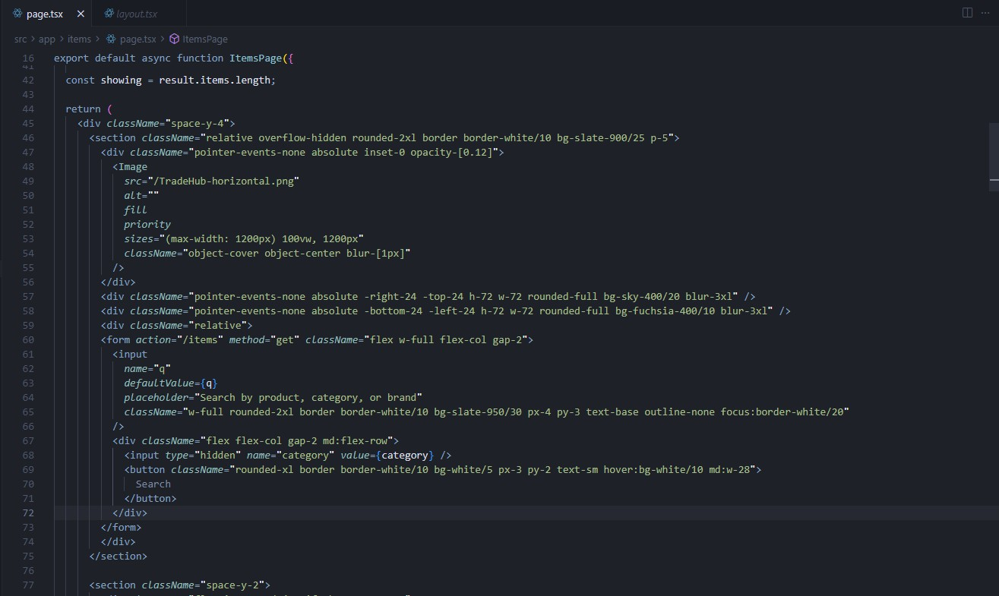 page.tsx
layout.tsx
src > app > items > page.tsx > ItemsPage
16 export default async function ItemsPage({
41
42 const showing = result.items.length;
43
44 return (
45 <div className="space-y-4">
46 <section className="relative overflow-hidden rounded-2xl border border-white/10 bg-slate-900/25 p-5">
47 <div className="pointer-events-none absolute inset-0 opacity-[0.12]">
48 <Image
49 src="/TradeHub-horizontal.png"
50 alt=""
51 fill
52 priority
53 sizes="(max-width: 1200px) 100vw, 1200px"
54 className="object-cover object-center blur-[1px]"
55 />
56 </div>
57 <div className="pointer-events-none absolute -right-24 -top-24 h-72 w-72 rounded-full bg-sky-400/20 blur-3xl" />
58 <div className="pointer-events-none absolute -bottom-24 -left-24 h-72 w-72 rounded-full bg-fuchsia-400/10 blur-3xl" />
59 <div className="relative">
60 <form action="/items" method="get" className="flex w-full flex-col gap-2">
61 <input
62 name="q"
63 defaultValue={q}
64 placeholder="Search by product, category, or brand"
65 className="w-full rounded-2xl border border-white/10 bg-slate-950/30 px-4 py-3 text-base outline-none focus:border-white/20"
66 />
67 <div className="flex flex-col gap-2 md:flex-row">
68 <input type="hidden" name="category" value={category} />
69 <button className="rounded-xl border border-white/10 bg-white/5 px-3 py-2 text-sm hover:bg-white/10 md:w-28">
70 Search
71 </button>
72 </div>
73 </form>
74 </div>
75 </section>
76
77 <section className="space-y-2">